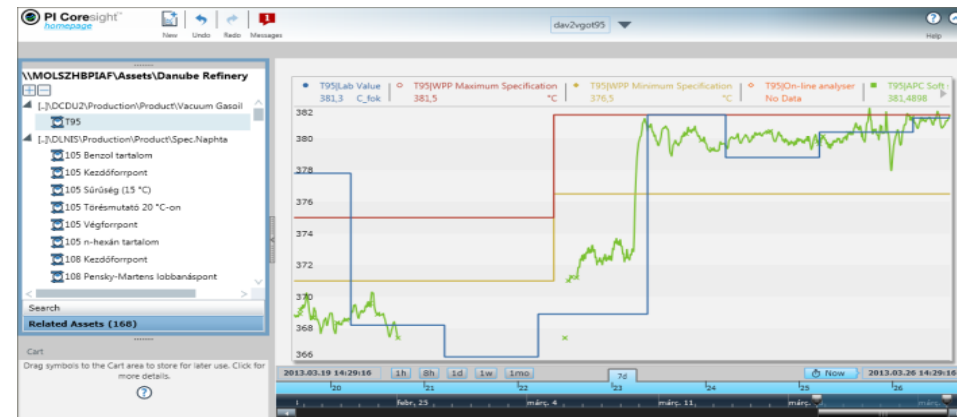 PI Coresight™
homepage
New Undo Redo Messages
dav2vgot95
Help
\\MOLSZHBPIAF\Assets\Danube Refinery
[..]\DCDU2\Production\Product\Vacuum Gasoil
T95
[..]\DLNIS\Production\Product\Spec.Naphta
105 Benzol tartalom
105 Kezdőforrpont
105 Sűrűség (15 °C)
105 Törésmutató 20 °C-on
105 Végforrpont
105 n-hexán tartalom
108 Kezdőforrpont
108 Pensky-Martens lobbanáspont
Search
Related Assets (168)
Cart
Drag symbols to the Cart area to store for later use. Click for
more details.
T95|Lab Value T95|WPP Maximum Specification T95|WPP Minimum Specification T95|On-line analyser T95|APC Soft
381,3 C_fok 381,5 °C 376,5 °C No Data 381,4898
382
380
378
376
374
372
370
368
366
2013.03.19 14:29:16 1h 8h 1d 1w 1mo 7d Now 2013.03.26 14:29:16
20 21 22 23 24 25 26
febr, 25 márc. 4 márc. 11, márc.